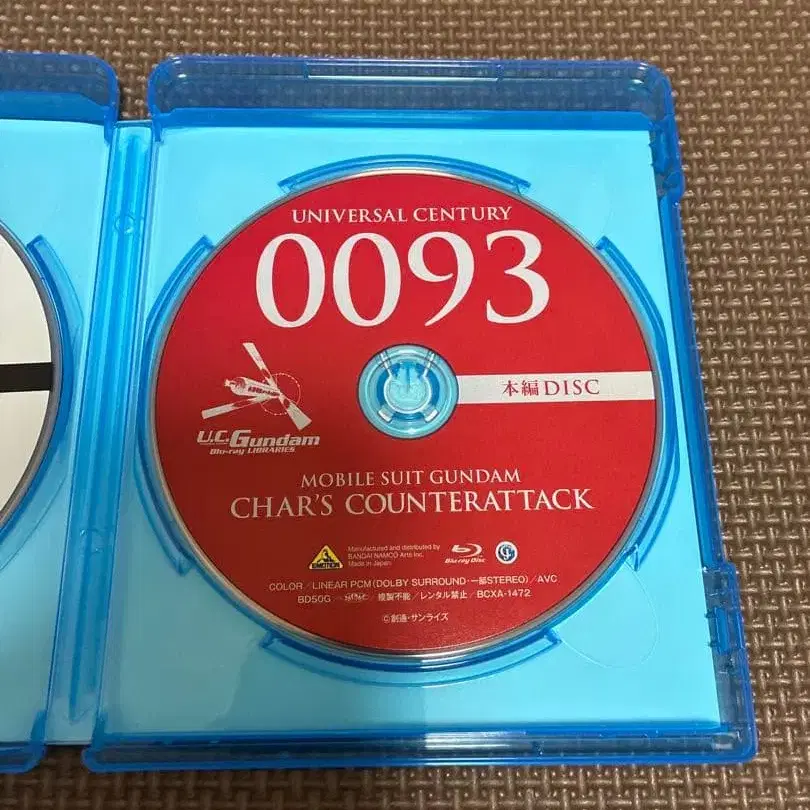 UNIVERSAL CENTURY
0093
本編DISC
U.C.Gundam
Blu-ray LIBRARIES
MOBILE SUIT GUNDAM
CHAR'S COUNTERATTACK
EMOTION
Manufactured and distributed by
BANDAI NAMCO Arts Inc.
Made in Japan.
Blu-ray Disc
COLOR／LINEAR PCM(DOLBY SURROUND・一部STEREO)／AVC
BD50G／複製不能／レンタル禁止／BCXA-1472
©創通・サンライズ